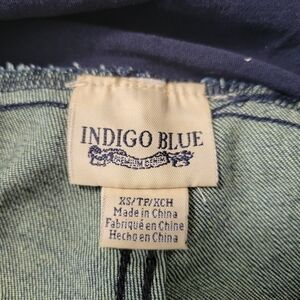 INDIGO BLUE
PREMIUM DENIM
XS/TP/XCH
Made in China
Fabriqué en Chine
Hecho en China